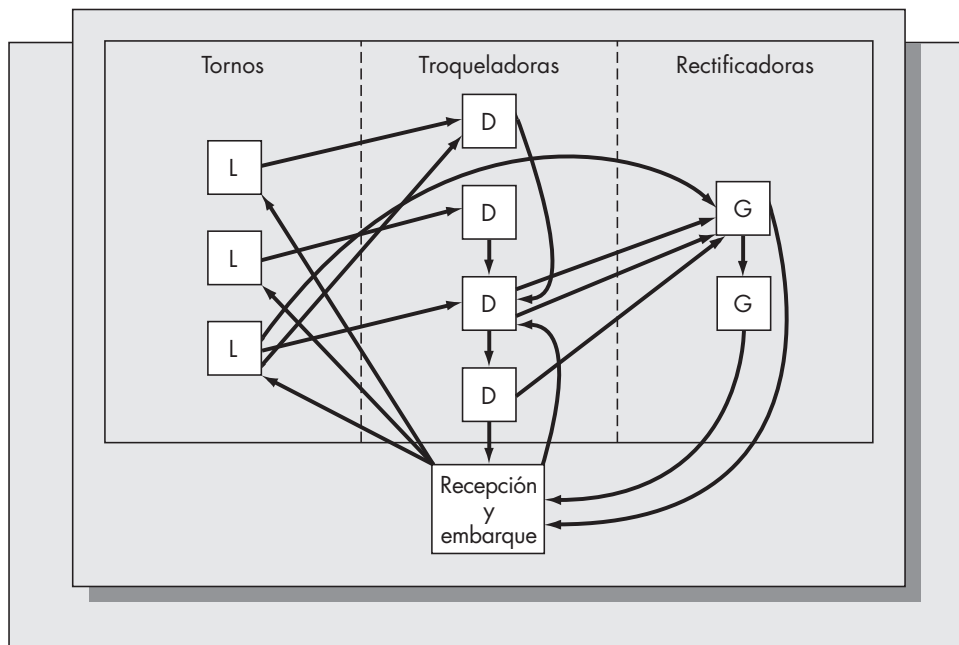 Tornos
Troqueladoras
Rectificadoras
D
L
D
G
L
D
G
L
D
Recepción
y
embarque